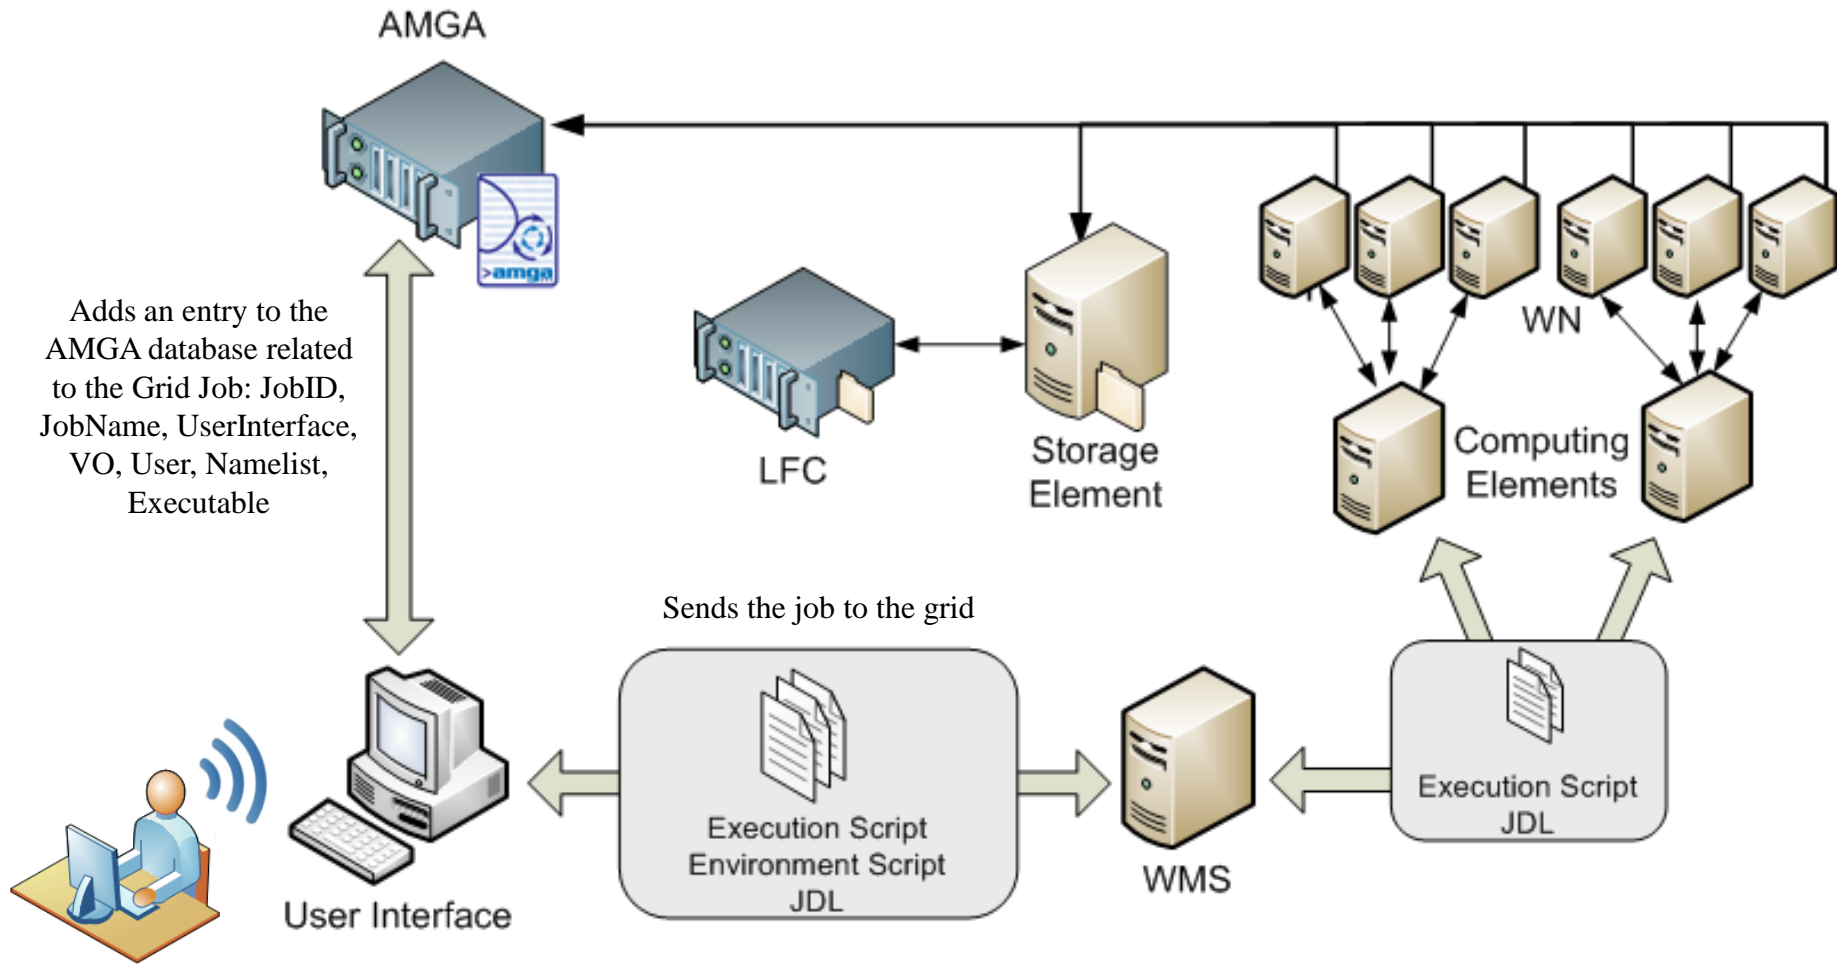 AMGA
>amga
Adds an entry to the
AMGA database related
to the Grid Job: JobID,
JobName, UserInterface,
VO, User, Namelist,
Executable
LFC
Storage
Element
WN
Computing
Elements
Sends the job to the grid
Execution Script
Environment Script
JDL
User Interface
WMS
Execution Script
JDL